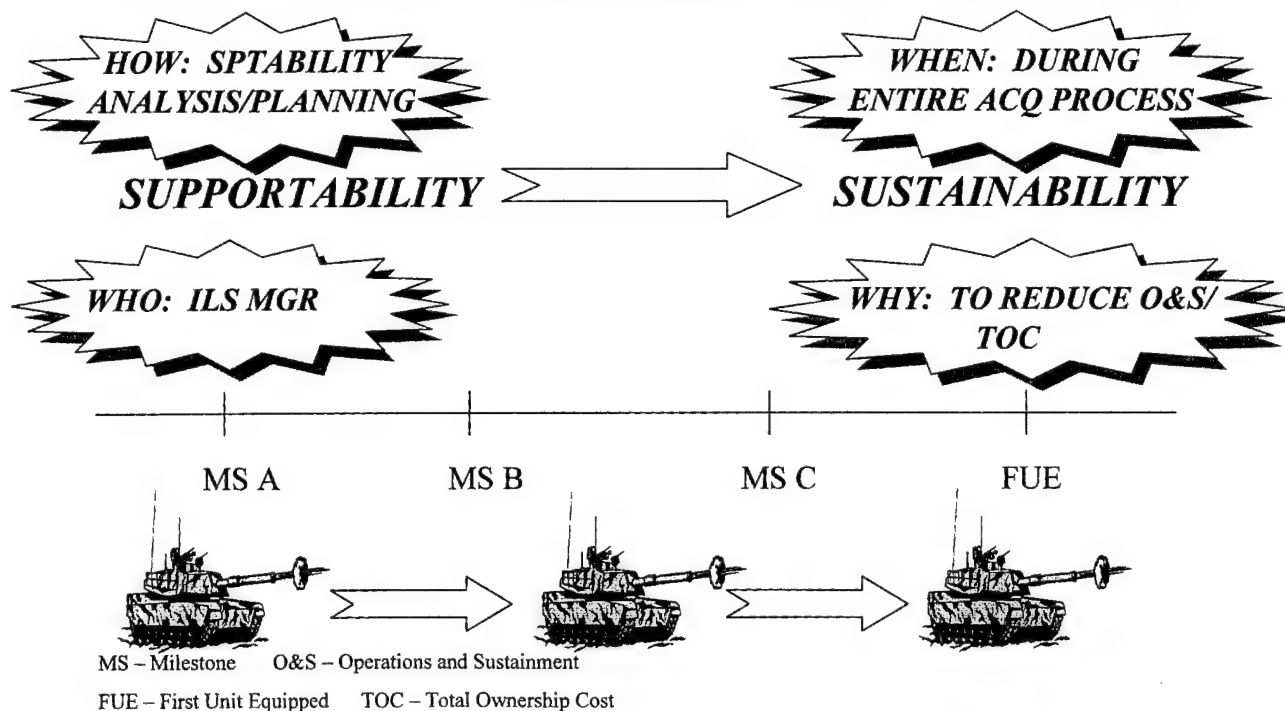 HOW: SPTABILITY
ANALYSIS/PLANNING
WHEN: DURING
ENTIRE ACQ PROCESS
SUPPORTABILITY
SUSTAINABILITY
WHO: ILS MGR
WHY: TO REDUCE O&S/
TOC
MS A MS B MS C FUE
MS – Milestone O&S – Operations and Sustainment
FUE – First Unit Equipped TOC – Total Ownership Cost